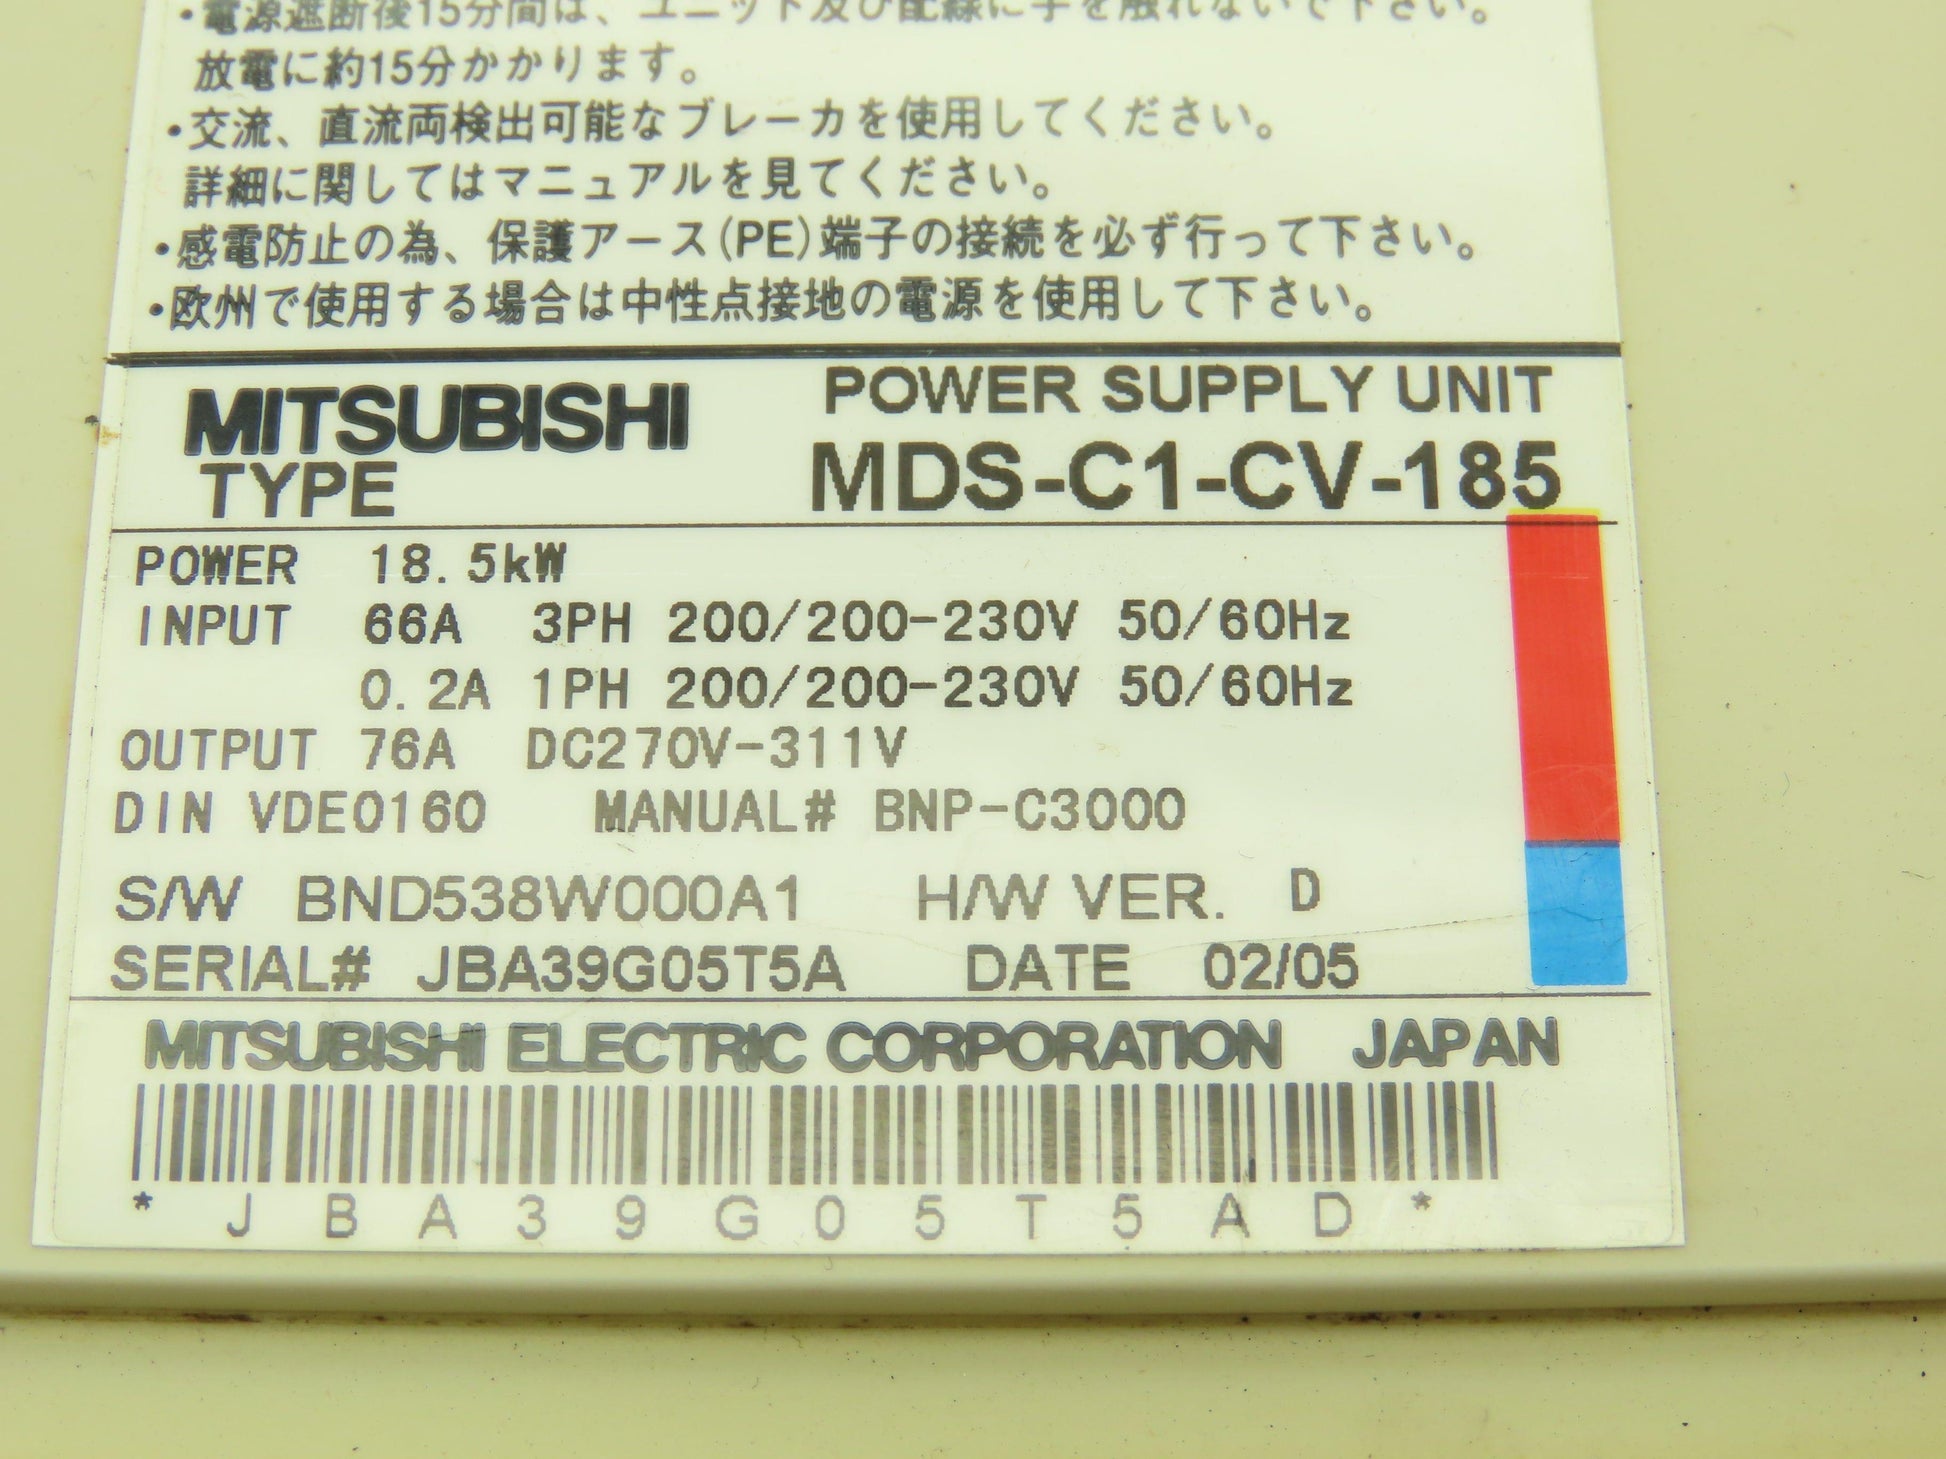 ・電源遮断後15分間は、ユニット及び配線に手を触れないで下さい。
放電に約15分かかります。
・交流、直流両検出可能なブレーカを使用してください。
詳細に関してはマニュアルを見てください。
・感電防止の為、保護アース(PE)端子の接続を必ず行って下さい。
・欧州で使用する場合は中性点接地の電源を使用して下さい。
MITSUBISHI POWER SUPPLY UNIT
TYPE MDS-C1-CV-185
POWER 18.5kW
INPUT 66A 3PH 200/200-230V 50/60Hz
0.2A 1PH 200/200-230V 50/60Hz
OUTPUT 76A DC270V-311V
DIN VDE0160 MANUAL# BNP-C3000
S/W BND538W000A1 H/W VER. D
SERIAL# JBA39G05T5A DATE 02/05
MITSUBISHI ELECTRIC CORPORATION JAPAN
* J B A 3 9 G 0 5 T 5 A D *